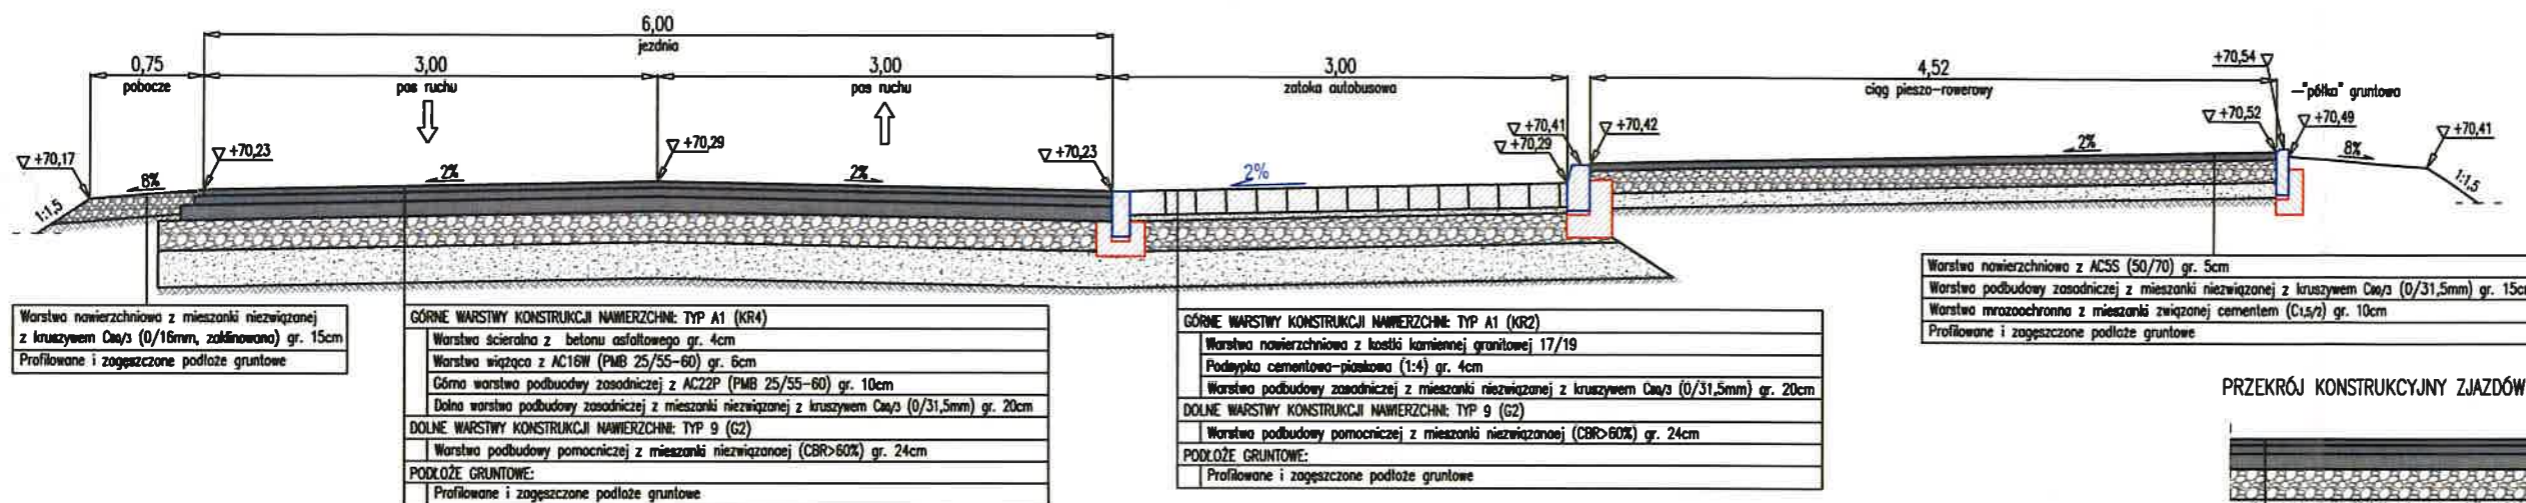 6,00
jezdnia
0,75
pobocze
3,00
pas ruchu
3,00
pas ruchu
3,00
zatoka autobusowa
4,52
ciąg pieszo-rowerowy
+70,54
"półka" gruntowa
+70,17
+70,23
+70,29
+70,23
+70,41
+70,29
+70,42
+70,52
+70,49
+70,41
1:1,5
8%
2%
2%
2%
2%
8%
1:1,5
Warstwa nawierzchniowa z mieszanki niezwiązanej
z kruszywem C90/3 (0/16mm, zaklinowana) gr. 15cm
Profilowane i zagęszczone podłoże gruntowe
GÓRNE WARSTWY KONSTRUKCJI NAWIERZCHNI: TYP A1 (KR4)
Warstwa ścieralna z betonu asfaltowego gr. 4cm
Warstwa wiążąca z AC16W (PMB 25/55-60) gr. 6cm
Górna warstwa podbuodwy zasadniczej z AC22P (PMB 25/55-60) gr. 10cm
Dolna warstwa podbudowy zasadniczej z mieszanki niezwiązanej z kruszywem C90/3 (0/31,5mm) gr. 20cm
DOLNE WARSTWY KONSTRUKCJI NAWIERZCHNI: TYP 9 (G2)
Warstwa podbudowy pomocniczej z mieszanki niezwiązanaej (CBR>60%) gr. 24cm
PODŁOŻE GRUNTOWE:
Profilowane i zagęszczone podłoże gruntowe
GÓRNE WARSTWY KONSTRUKCJI NAWIERZCHNI: TYP A1 (KR2)
Warstwa nawierzchniowa z kostki kamiennej granitowej 17/19
Podsypka cementowa-piaskowa (1:4) gr. 4cm
Warstwa podbudowy zasadniczej z mieszanki niezwiązanej z kruszywem C90/3 (0/31,5mm) gr. 20cm
DOLNE WARSTWY KONSTRUKCJI NAWIERZCHNI: TYP 9 (G2)
Warstwa podbudowy pomocniczej z mieszanki niezwiązanaej (CBR>60%) gr. 24cm
PODŁOŻE GRUNTOWE:
Profilowane i zagęszczone podłoże gruntowe
Warstwa nawierzchniowa z AC5S (50/70) gr. 5cm
Warstwa podbudowy zasadniczej z mieszanki niezwiązanej z kruszywem C90/3 (0/31,5mm) gr. 15cm
Warstwa mrozoochronna z mieszanki związanej cementem (C1,5/2) gr. 10cm
Profilowane i zagęszczone podłoże gruntowe
PRZEKRÓJ KONSTRUKCYJNY ZJAZDÓW